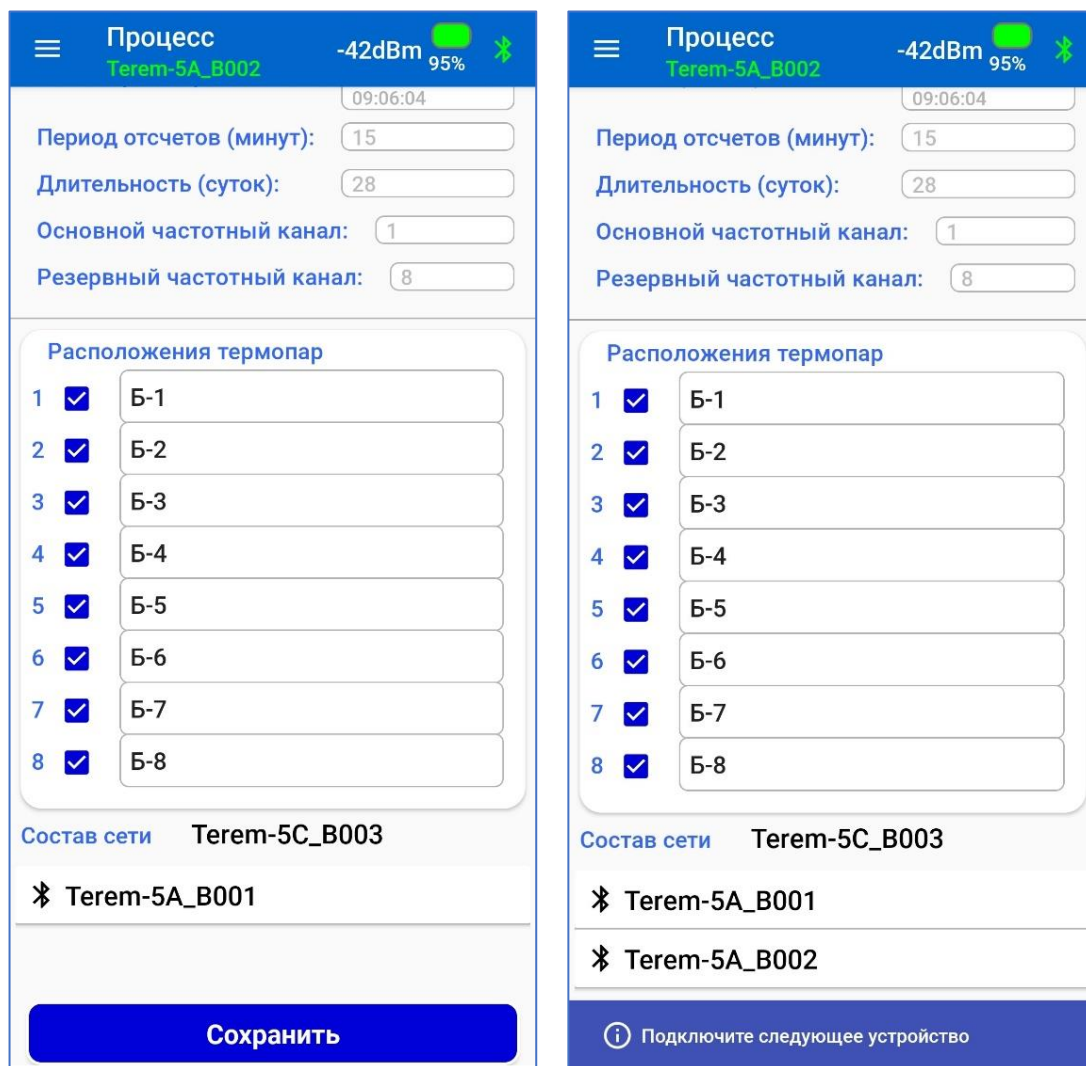 Процесс
Terem-5A_B002
-42dBm
95%
09:06:04
Период отсчетов (минут): 15
Длительность (суток): 28
Основной частотный канал: 1
Резервный частотный канал: 8
Расположения термопар
1 Б-1
2 Б-2
3 Б-3
4 Б-4
5 Б-5
6 Б-6
7 Б-7
8 Б-8
Состав сети Terem-5C_B003
Terem-5A_B001
Сохранить
Процесс
Terem-5A_B002
-42dBm
95%
09:06:04
Период отсчетов (минут): 15
Длительность (суток): 28
Основной частотный канал: 1
Резервный частотный канал: 8
Расположения термопар
1 Б-1
2 Б-2
3 Б-3
4 Б-4
5 Б-5
6 Б-6
7 Б-7
8 Б-8
Состав сети Terem-5C_B003
Terem-5A_B001
Terem-5A_B002
Подключите следующее устройство